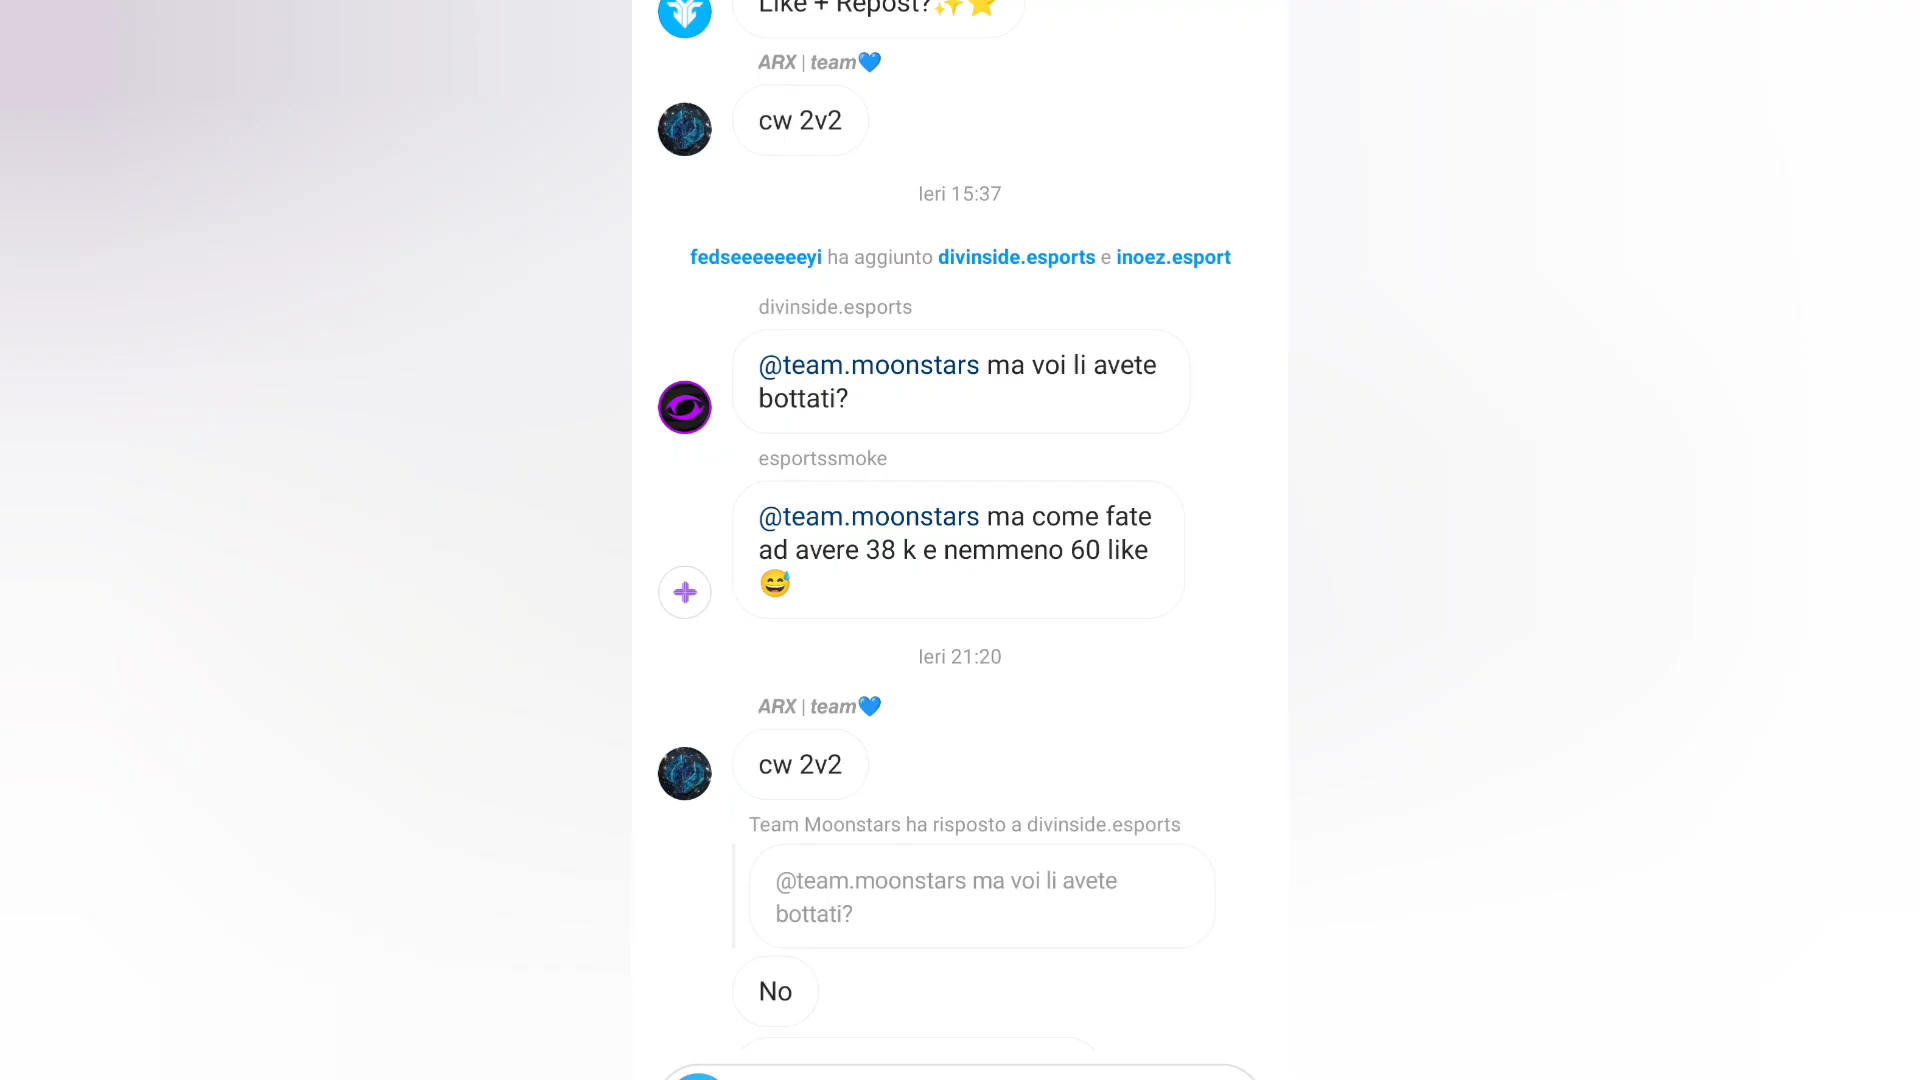 Like + Repost?✨⭐
ARX | team💙
cw 2v2
Ieri 15:37
fedseeeeeeeyi ha aggiunto divinside.esports e inoez.esport
divinside.esports
@team.moonstars ma voi li avete
bottati?
esportssmoke
@team.moonstars ma come fate
ad avere 38 k e nemmeno 60 like
😅
Ieri 21:20
ARX | team💙
cw 2v2
Team Moonstars ha risposto a divinside.esports
@team.moonstars ma voi li avete
bottati?
No